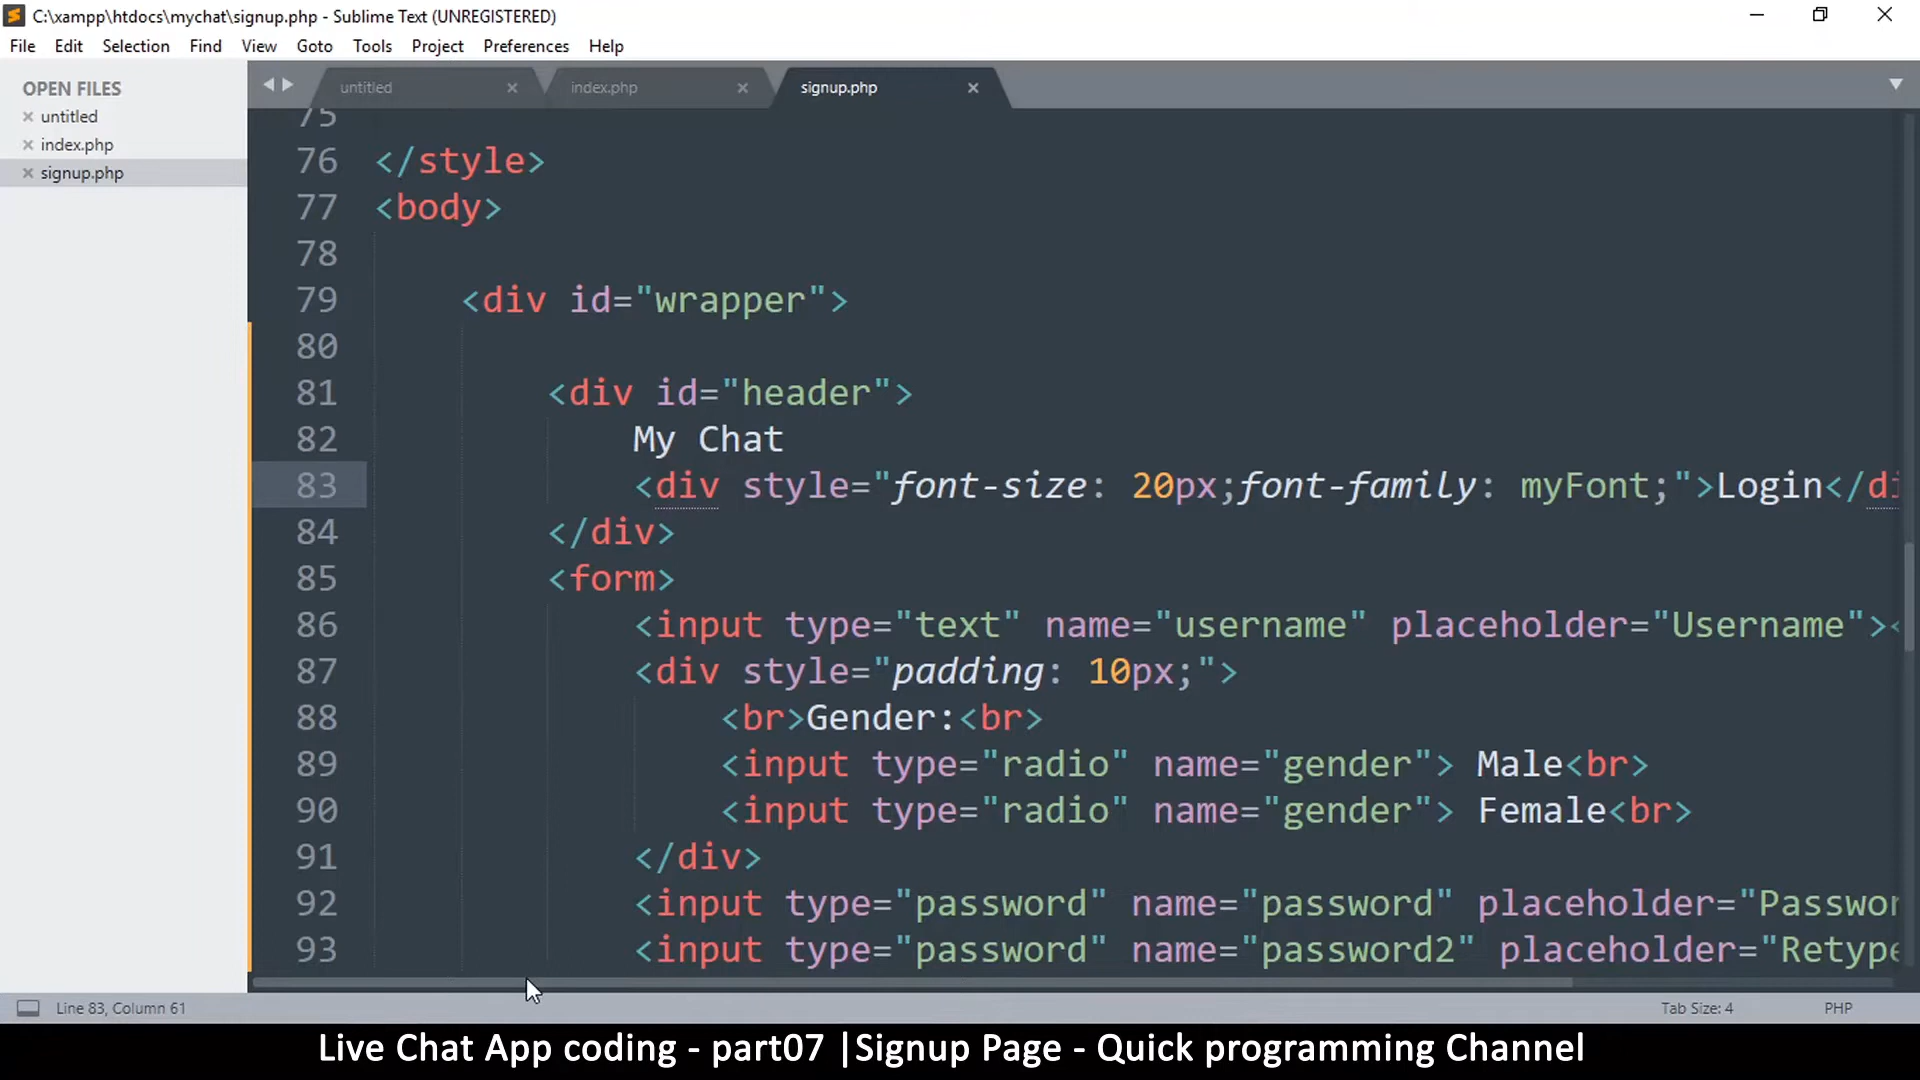 C:\xampp\htdocs\mychat\signup.php - Sublime Text (UNREGISTERED)
File Edit Selection Find View Goto Tools Project Preferences Help
OPEN FILES
untitled
index.php
signup.php
untitled index.php signup.php
75
76 </style>
77 <body>
78
79 <div id="wrapper">
80
81 <div id="header">
82 My Chat
83 <div style="font-size: 20px;font-family: myFont;">Login</di
84 </div>
85 <form>
86 <input type="text" name="username" placeholder="Username"><
87 <div style="padding: 10px;">
88 <br>Gender:<br>
89 <input type="radio" name="gender"> Male<br>
90 <input type="radio" name="gender"> Female<br>
91 </div>
92 <input type="password" name="password" placeholder="Passwor
93 <input type="password" name="password2" placeholder="Retype
Line 83, Column 61 Tab Size: 4 PHP
Live Chat App coding - part07 |Signup Page - Quick programming Channel